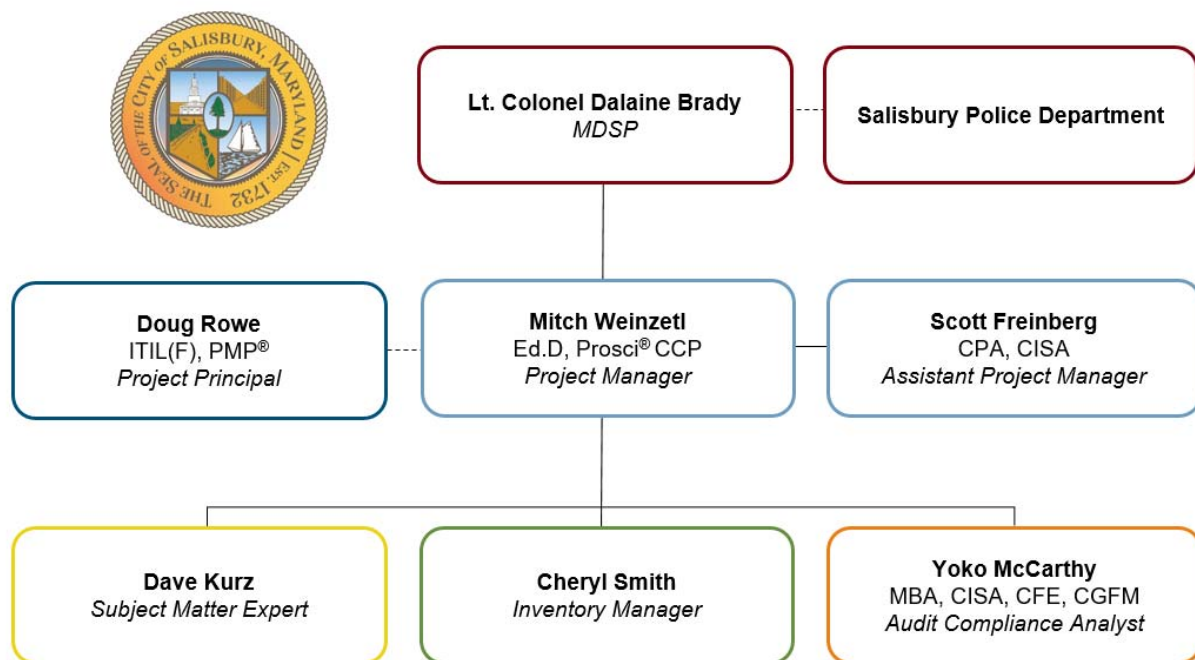 THE SEAL OF THE CITY OF SALISBURY, MARYLAND | EST. 1732
Lt. Colonel Dalaine Brady
MDSP
Salisbury Police Department
Doug Rowe
ITIL(F), PMP®
Project Principal
Mitch Weinzetl
Ed.D, Prosci® CCP
Project Manager
Scott Freinberg
CPA, CISA
Assistant Project Manager
Dave Kurz
Subject Matter Expert
Cheryl Smith
Inventory Manager
Yoko McCarthy
MBA, CISA, CFE, CGFM
Audit Compliance Analyst